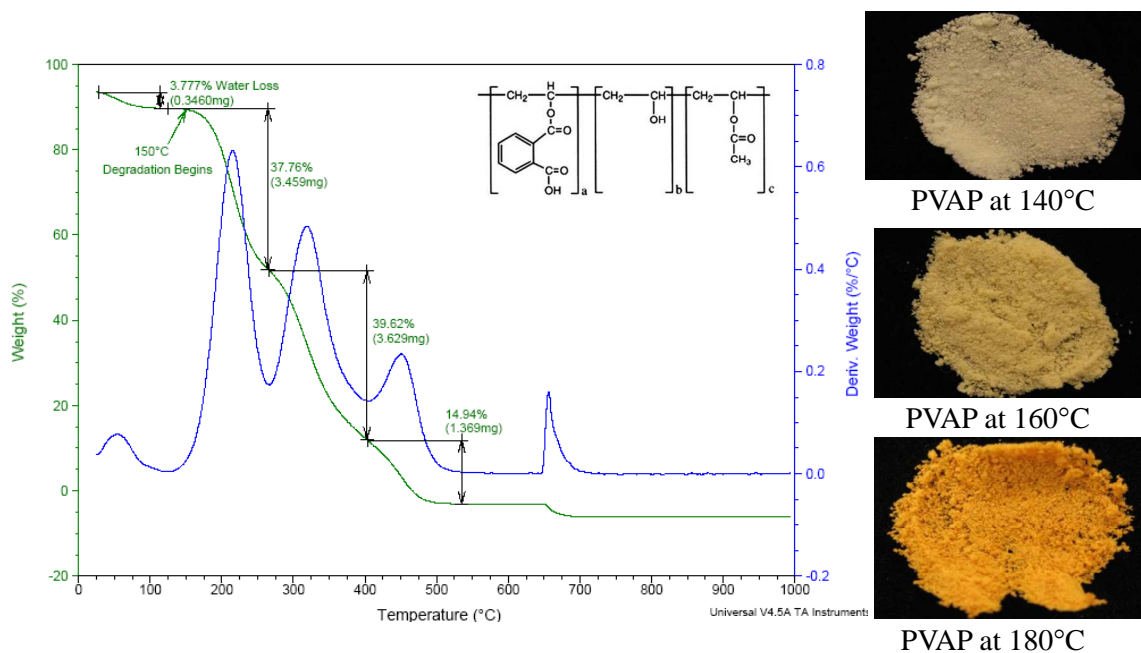 100
80
60
40
20
0
-20
Weight (%)
3.777% Water Loss
(0.3460mg)
150°C
Degradation Begins
37.76%
(3.459mg)
39.62%
(3.629mg)
14.94%
(1.369mg)
CH₂
H
C
O
C=O
C=O
OH
a
CH₂
CH
OH
b
CH₂
CH
O
C=O
CH₃
c
0.8
0.6
0.4
0.2
0.0
-0.2
Deriv. Weight (%/°C)
0 100 200 300 400 500 600 700 800 900 1000
Temperature (°C)
Universal V4.5A TA Instruments
PVAP at 140°C
PVAP at 160°C
PVAP at 180°C